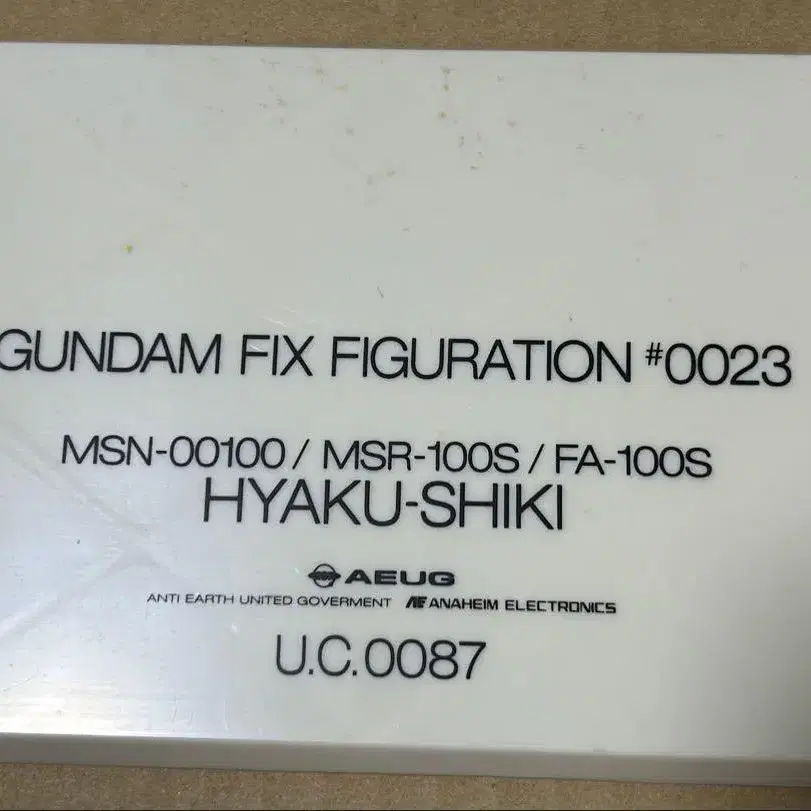 GUNDAM FIX FIGURATION #0023
MSN-00100 / MSR-100S / FA-100S
HYAKU-SHIKI
AEUG
ANTI EARTH UNITED GOVERMENT AE ANAHEIM ELECTRONICS
U.C.0087